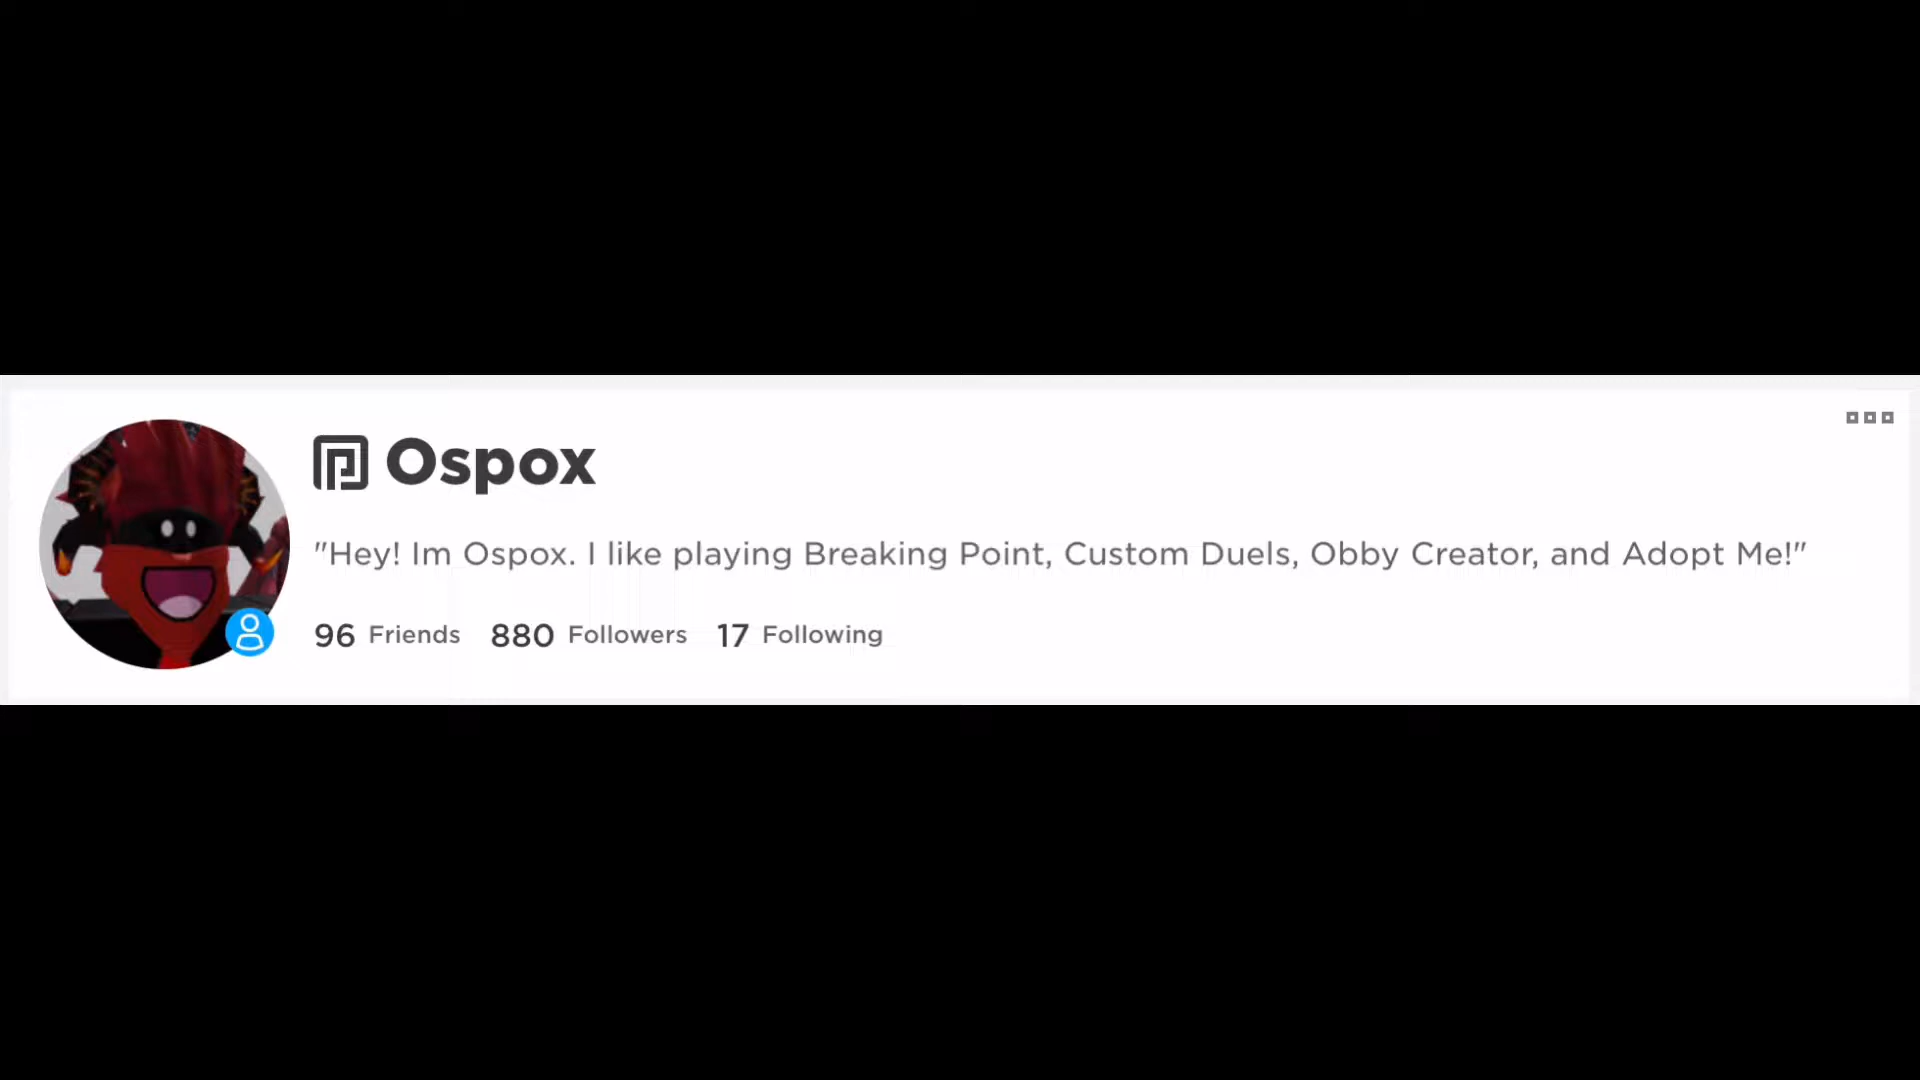 Ospox
"Hey! Im Ospox. I like playing Breaking Point, Custom Duels, Obby Creator, and Adopt Me!"
96 Friends 880 Followers 17 Following